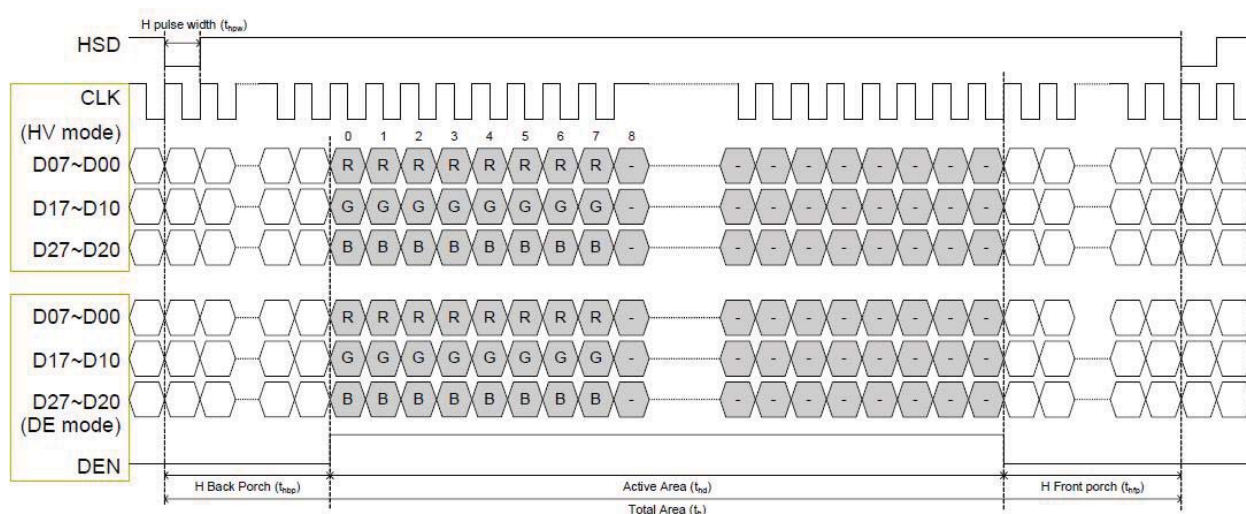 H pulse width (thpw)
HSD
CLK
(HV mode)
0 1 2 3 4 5 6 7 8
D07~D00 R R R R R R R R - - - - - - - - -
D17~D10 G G G G G G G G - - - - - - - - -
D27~D20 B B B B B B B B - - - - - - - - -
D07~D00 R R R R R R R R - - - - - - - - -
D17~D10 G G G G G G G G - - - - - - - - -
D27~D20 B B B B B B B B - - - - - - - - -
(DE mode)
DEN
H Back Porch (thbp) Active Area (thd) H Front porch (thfp)
Total Area (th)